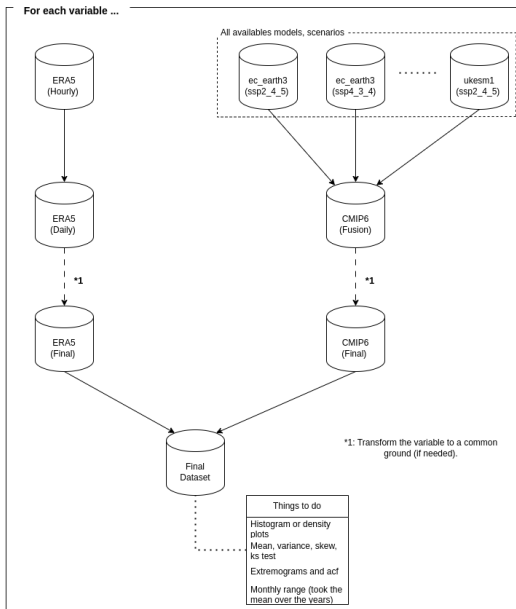 For each variable ...
All availables models, scenarios
ERA5
(Hourly)
ec_earth3
(ssp2_4_5)
ec_earth3
(ssp4_3_4)
ukesm1
(ssp2_4_5)
ERA5
(Daily)
CMIP6
(Fusion)
*1
*1
ERA5
(Final)
CMIP6
(Final)
Final
Dataset
*1: Transform the variable to a common
ground (if needed).
Things to do
Histogram or density
plots
Mean, variance, skew,
ks test
Extremograms and acf
Monthly range (took the
mean over the years)